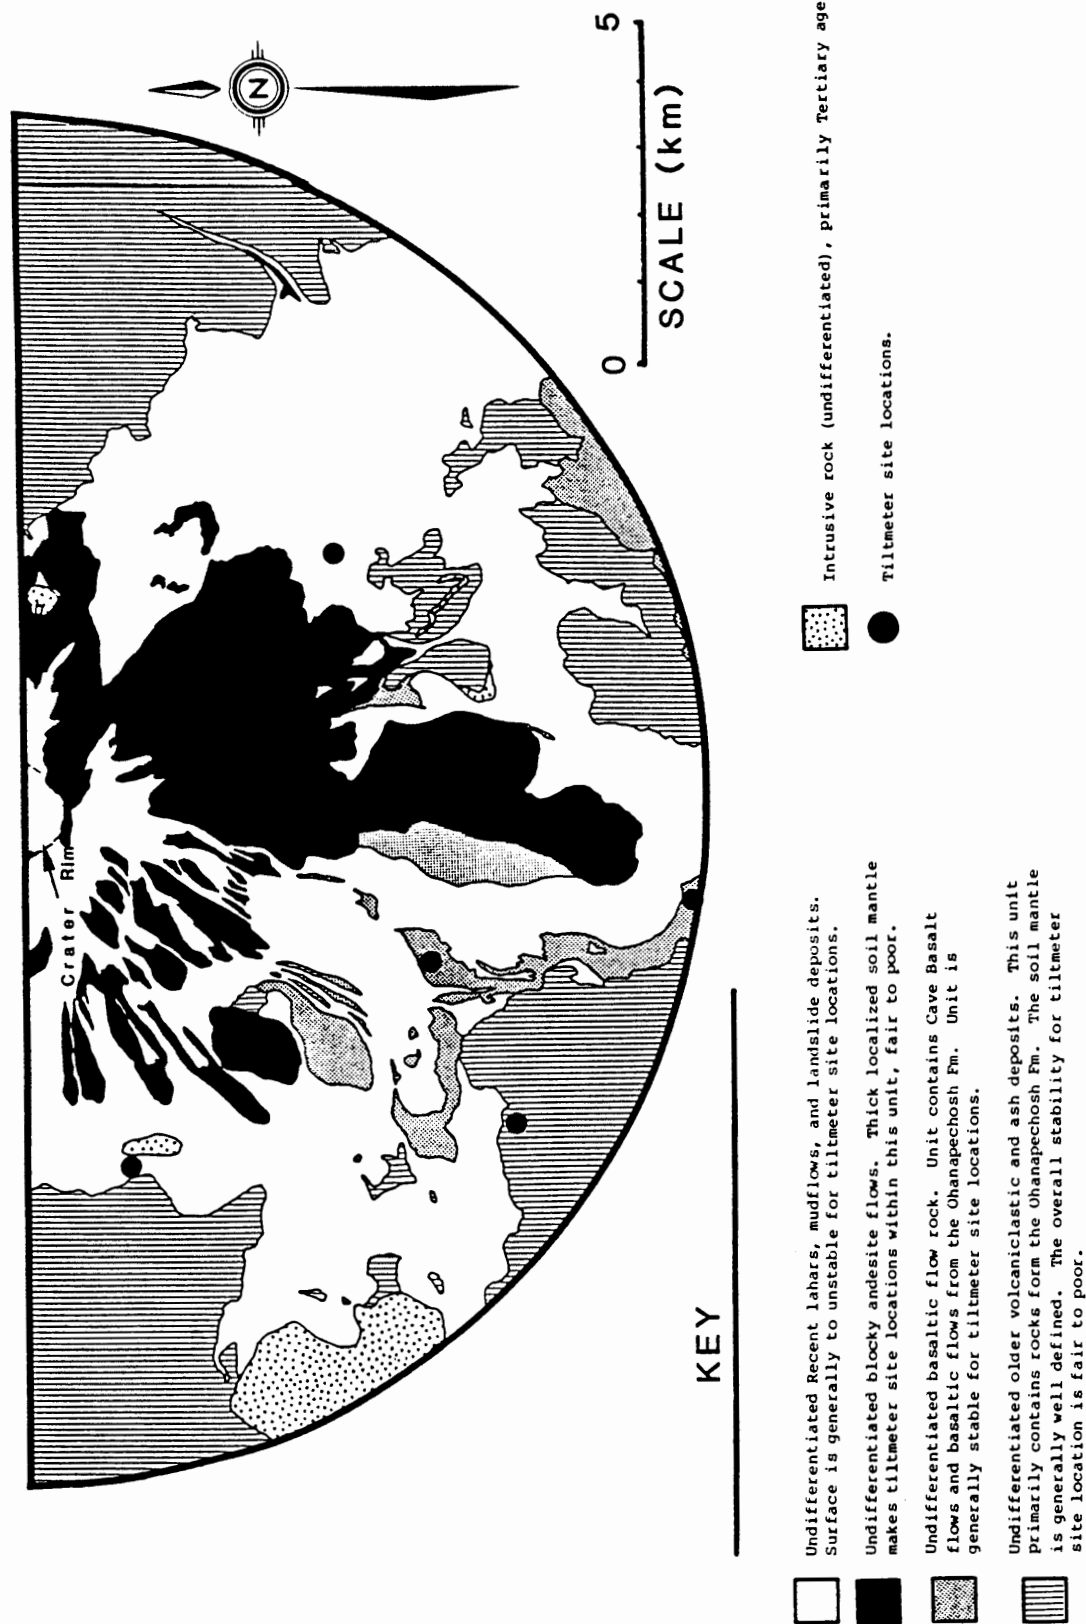 N
Crater
Rim
0 5
SCALE (km)
KEY
Undifferentiated Recent lahars, mudflows, and landslide deposits.
Surface is generally to unstable for tiltmeter site locations.
Undifferentiated blocky andesite flows. Thick localized soil mantle
makes tiltmeter site locations within this unit, fair to poor.
Undifferentiated basaltic flow rock. Unit contains Cave Basalt
flows and basaltic flows from the Ohanapechosh Fm. Unit is
generally stable for tiltmeter site locations.
Undifferentiated older volcaniclastic and ash deposits. This unit
primarily contains rocks form the Ohanapechosh Fm. The soil mantle
is generally well defined. The overall stability for tiltmeter
site location is fair to poor.
Intrusive rock (undifferentiated), primarily Tertiary age
Tiltmeter site locations.